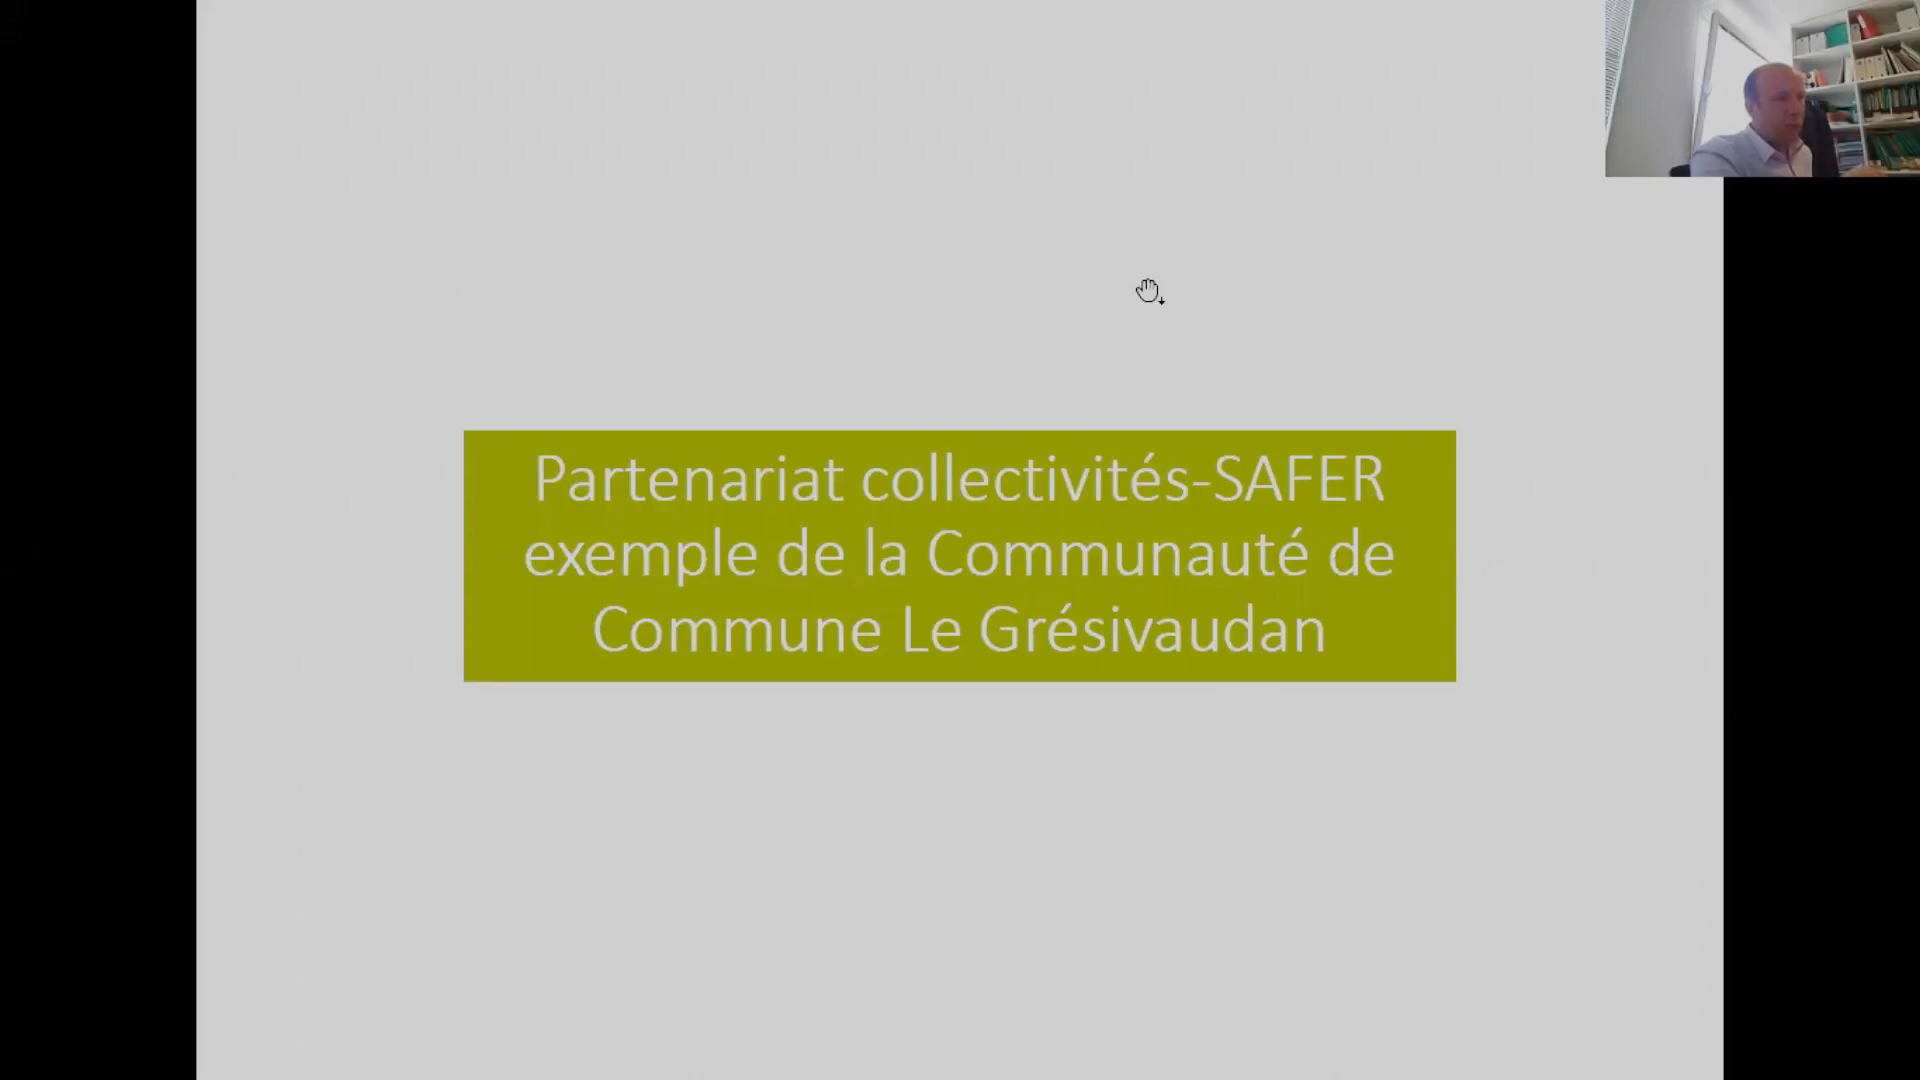 Partenariat collectivités-SAFER
exemple de la Communauté de
Commune Le Grésivaudan